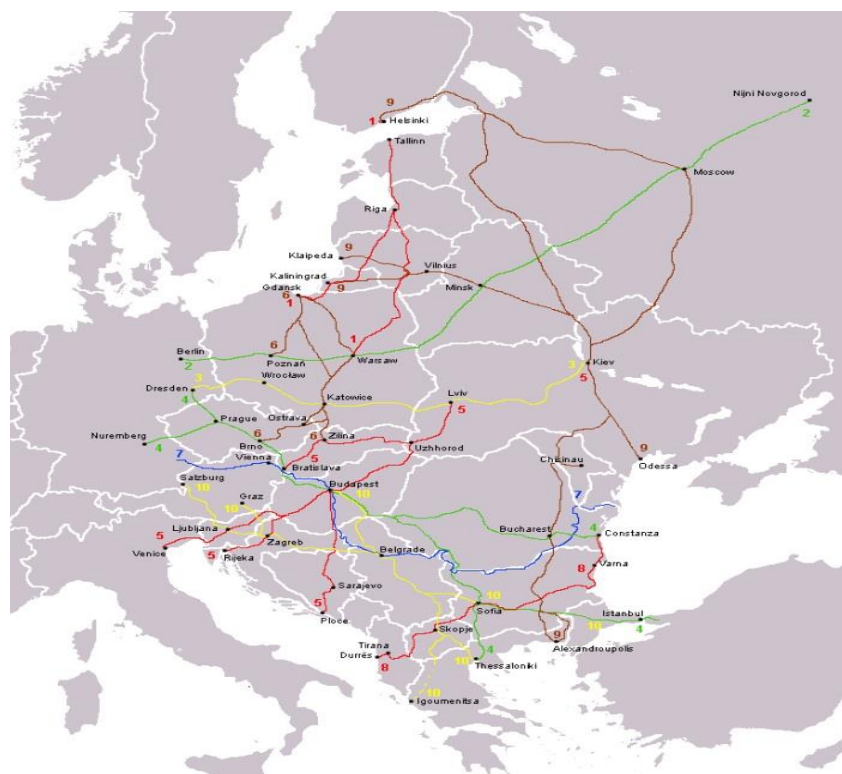 Nijni Novgorod
2
9
1
Helsinki
Tallinn
Moscow
Riga
9
Klaipeda
Vilnius
Kaliningrad
Gdańsk
6
9
Minsk
1
1
6
Berlin
2
Poznań
Warsaw
3
Kiev
5
Wrocław
3
Dresden
4
Katowice
Lviv
5
Prague
Ostrava
Nuremberg
4
6
Brno
6
Zilina
5
Uzhhorod
9
Odessa
Chisinau
7
Vienna
Bratislava
Salzburg
10
Budapest
10
Graz
10
7
Ljubljana
Bucharest
4
Constanza
5
Venice
Zagreb
5
Rijeka
Belgrade
8
Varna
Sarajevo
5
Ploce
10
Sofia
Istanbul
10
4
Skopje
9
Alexandroupolis
Tirana
Durrës
8
4
10
Thessaloniki
10
Igoumenitsa